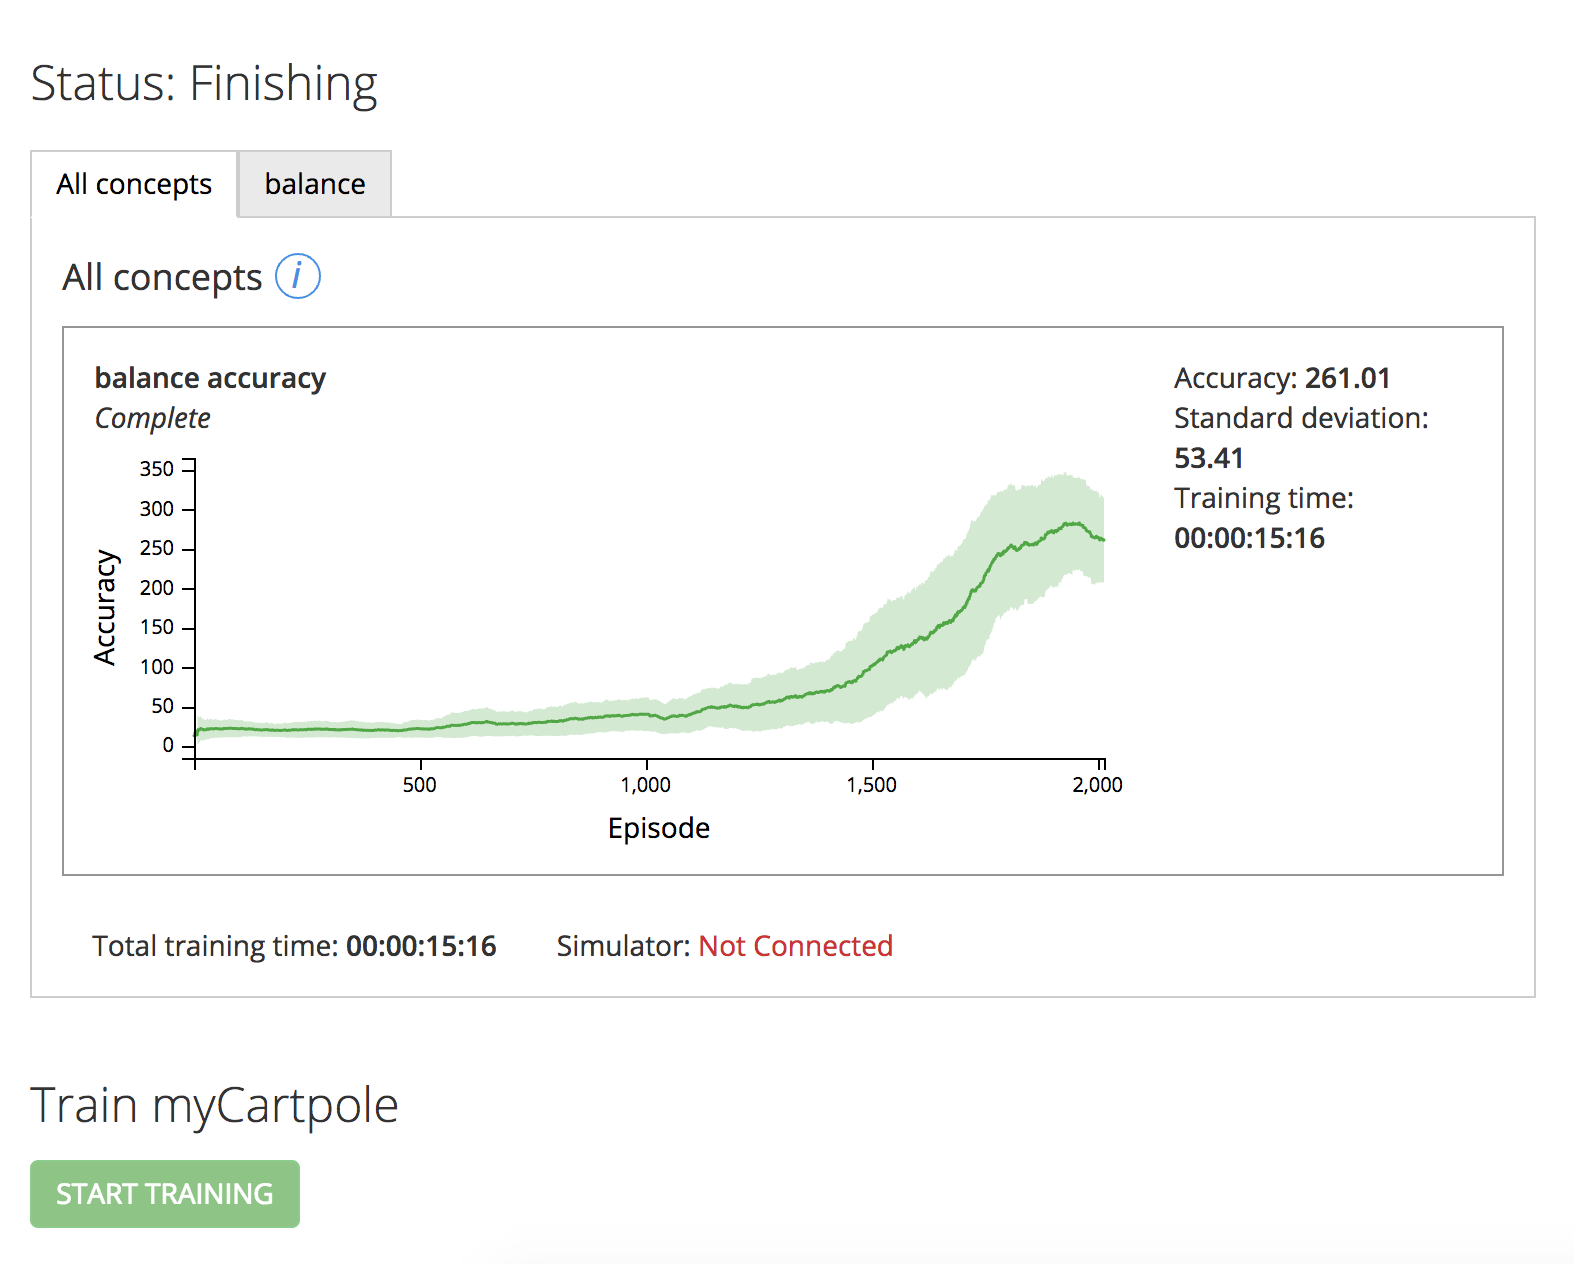 Status: Finishing
All concepts
balance
All concepts i
balance accuracy
Complete
Accuracy: 261.01
Standard deviation:
53.41
Training time:
00:00:15:16
350
300
250
200
150
100
50
0
Accuracy
500
1,000
1,500
2,000
Episode
Total training time: 00:00:15:16
Simulator: Not Connected
Train myCartpole
START TRAINING